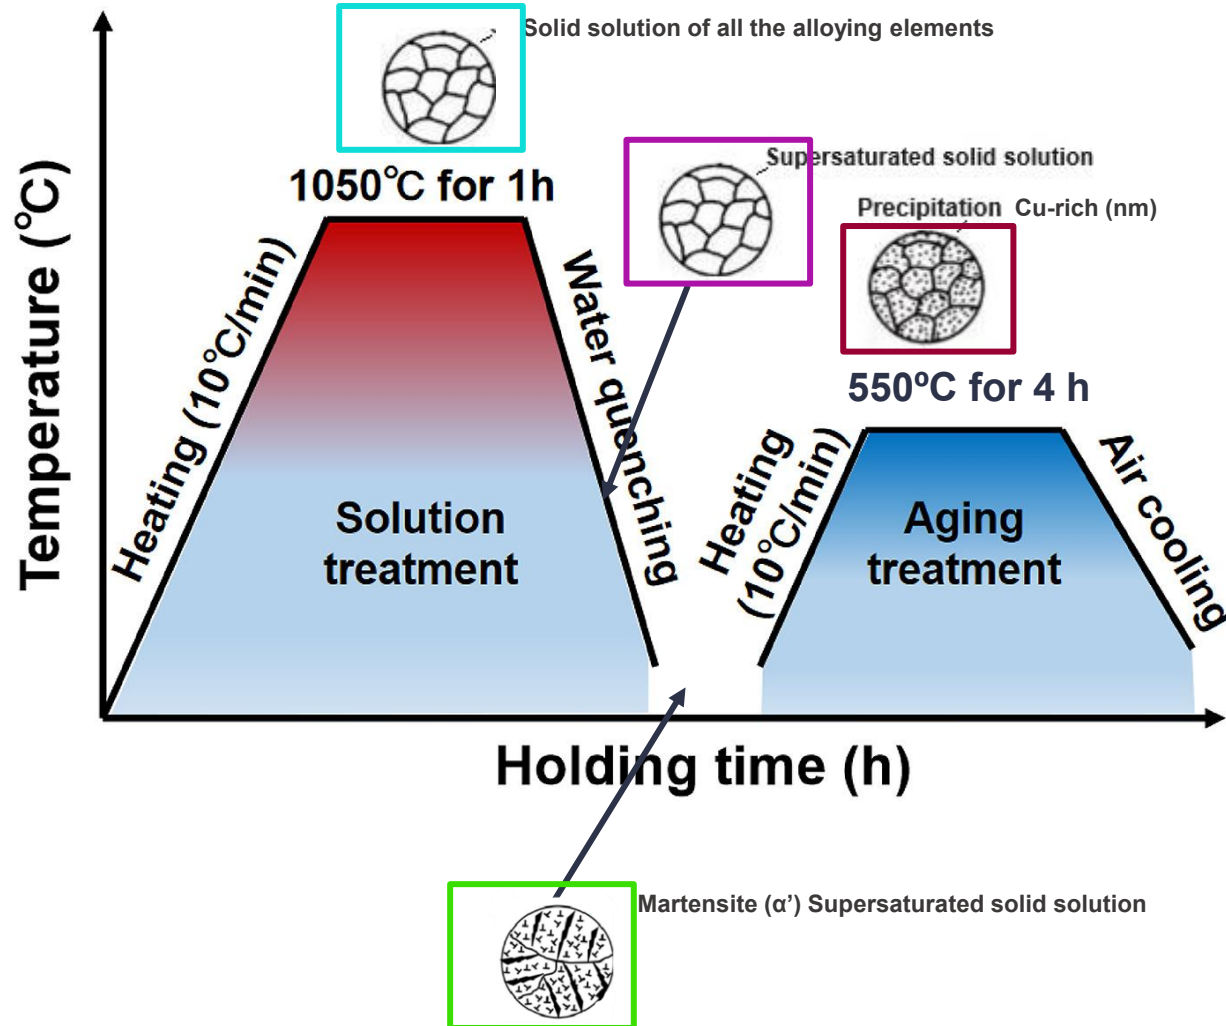 Solid solution of all the alloying elements
1050℃ for 1h
Supersaturated solid solution
Precipitation Cu-rich (nm)
550ºC for 4 h
Temperature (℃)
Heating (10℃/min)
Water quenching
Solution
treatment
Heating
(10℃/min)
Aging
treatment
Air cooling
Holding time (h)
Martensite (α’) Supersaturated solid solution